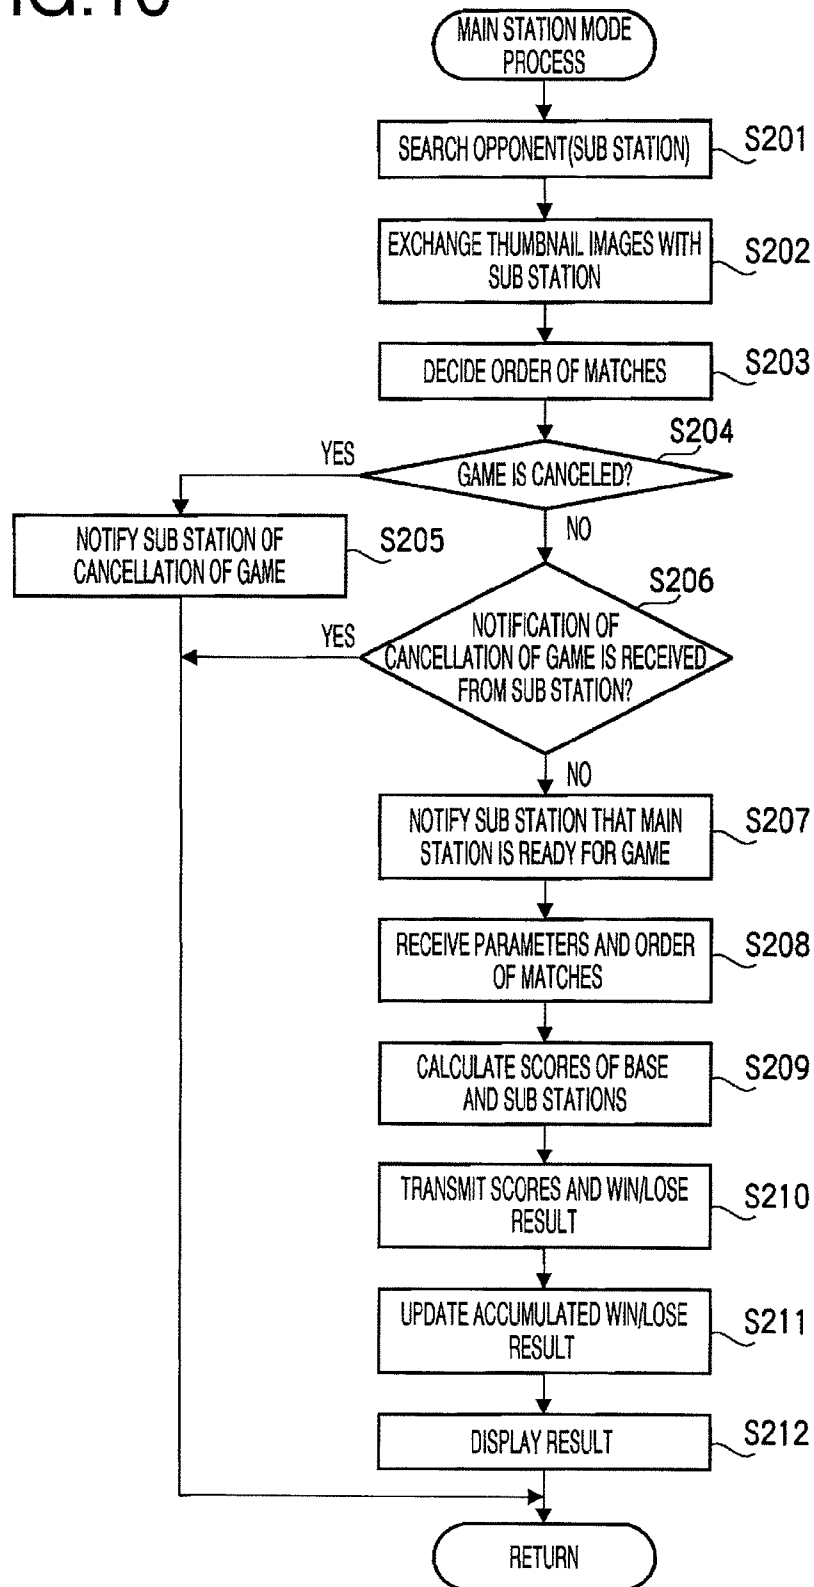 MAIN STATION MODE
PROCESS
SEARCH OPPONENT(SUB STATION)
S201
EXCHANGE THUMBNAIL IMAGES WITH
SUB STATION
S202
DECIDE ORDER OF MATCHES
S203
S204
YES
GAME IS CANCELED?
NO
NOTIFY SUB STATION OF
CANCELLATION OF GAME
S205
S206
YES
NOTIFICATION OF
CANCELLATION OF GAME IS RECEIVED
FROM SUB STATION?
NO
NOTIFY SUB STATION THAT MAIN
STATION IS READY FOR GAME
S207
RECEIVE PARAMETERS AND ORDER
OF MATCHES
S208
CALCULATE SCORES OF BASE
AND SUB STATIONS
S209
TRANSMIT SCORES AND WIN/LOSE
RESULT
S210
UPDATE ACCUMULATED WIN/LOSE
RESULT
S211
DISPLAY RESULT
S212
RETURN